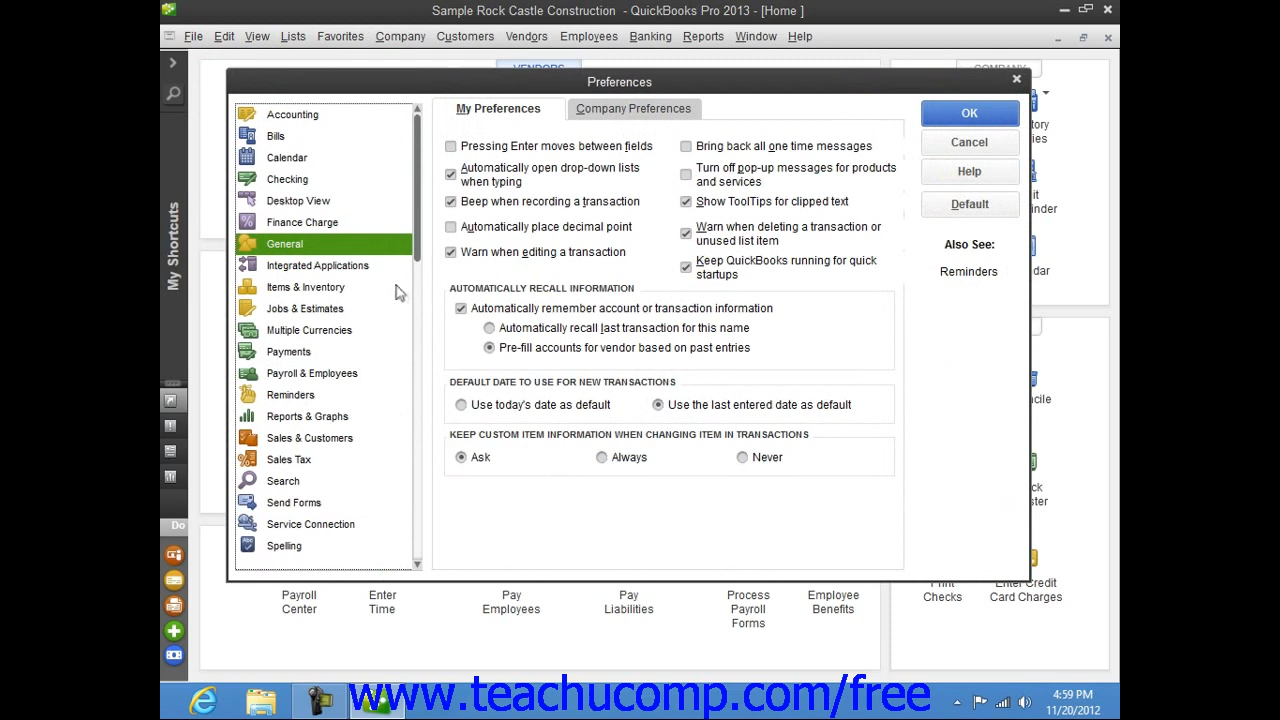 Sample Rock Castle Construction - QuickBooks Pro 2013 - [Home ]
File Edit View Lists Favorites Company Customers Vendors Employees Banking Reports Window Help
VENDORS
COMPANY
Preferences
My Shortcuts
Do
Accounting
Bills
Calendar
Checking
Desktop View
Finance Charge
General
Integrated Applications
Items & Inventory
Jobs & Estimates
Multiple Currencies
Payments
Payroll & Employees
Reminders
Reports & Graphs
Sales & Customers
Sales Tax
Search
Send Forms
Service Connection
Spelling
My Preferences
Company Preferences
Pressing Enter moves between fields
Automatically open drop-down lists
when typing
Beep when recording a transaction
Automatically place decimal point
Warn when editing a transaction
Bring back all one time messages
Turn off pop-up messages for products
and services
Show ToolTips for clipped text
Warn when deleting a transaction or
unused list item
Keep QuickBooks running for quick
startups
AUTOMATICALLY RECALL INFORMATION
Automatically remember account or transaction information
Automatically recall last transaction for this name
Pre-fill accounts for vendor based on past entries
DEFAULT DATE TO USE FOR NEW TRANSACTIONS
Use today's date as default
Use the last entered date as default
KEEP CUSTOM ITEM INFORMATION WHEN CHANGING ITEM IN TRANSACTIONS
Ask
Always
Never
OK
Cancel
Help
Default
Also See:
Reminders
tory
ies
it
inder
dar
cile
ck
ster
Payroll
Center
Enter
Time
Pay
Employees
Pay
Liabilities
Process
Payroll
Forms
Employee
Benefits
Print
Checks
Enter Credit
Card Charges
www.teachucomp.com/free
4:59 PM
11/20/2012